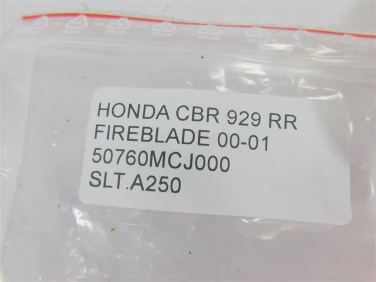 HONDA CBR 929 RR
FIREBLADE 00-01
50760MCJ000
SLT.A250